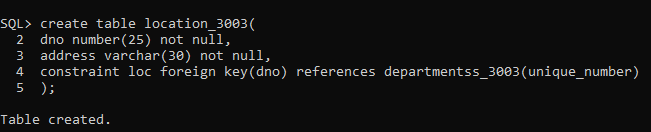 SQL> create table location_3003(
2 dno number(25) not null,
3 address varchar(30) not null,
4 constraint loc foreign key(dno) references departmentss_3003(unique_number)
5 );
Table created.